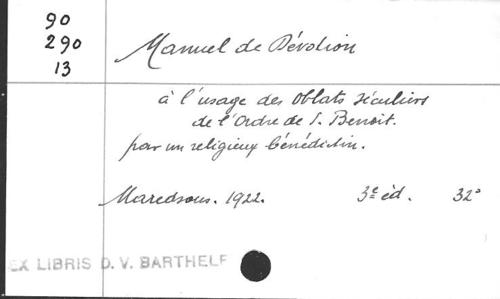 90
290
13
Manuel de Dévotion
à l'usage des Oblats séculiers
de l'Ordre de S. Benoit.
par un religieux bénédictin.
Maredsous. 1922. 3e éd. 32°
EX LIBRIS D. V. BARTHELF